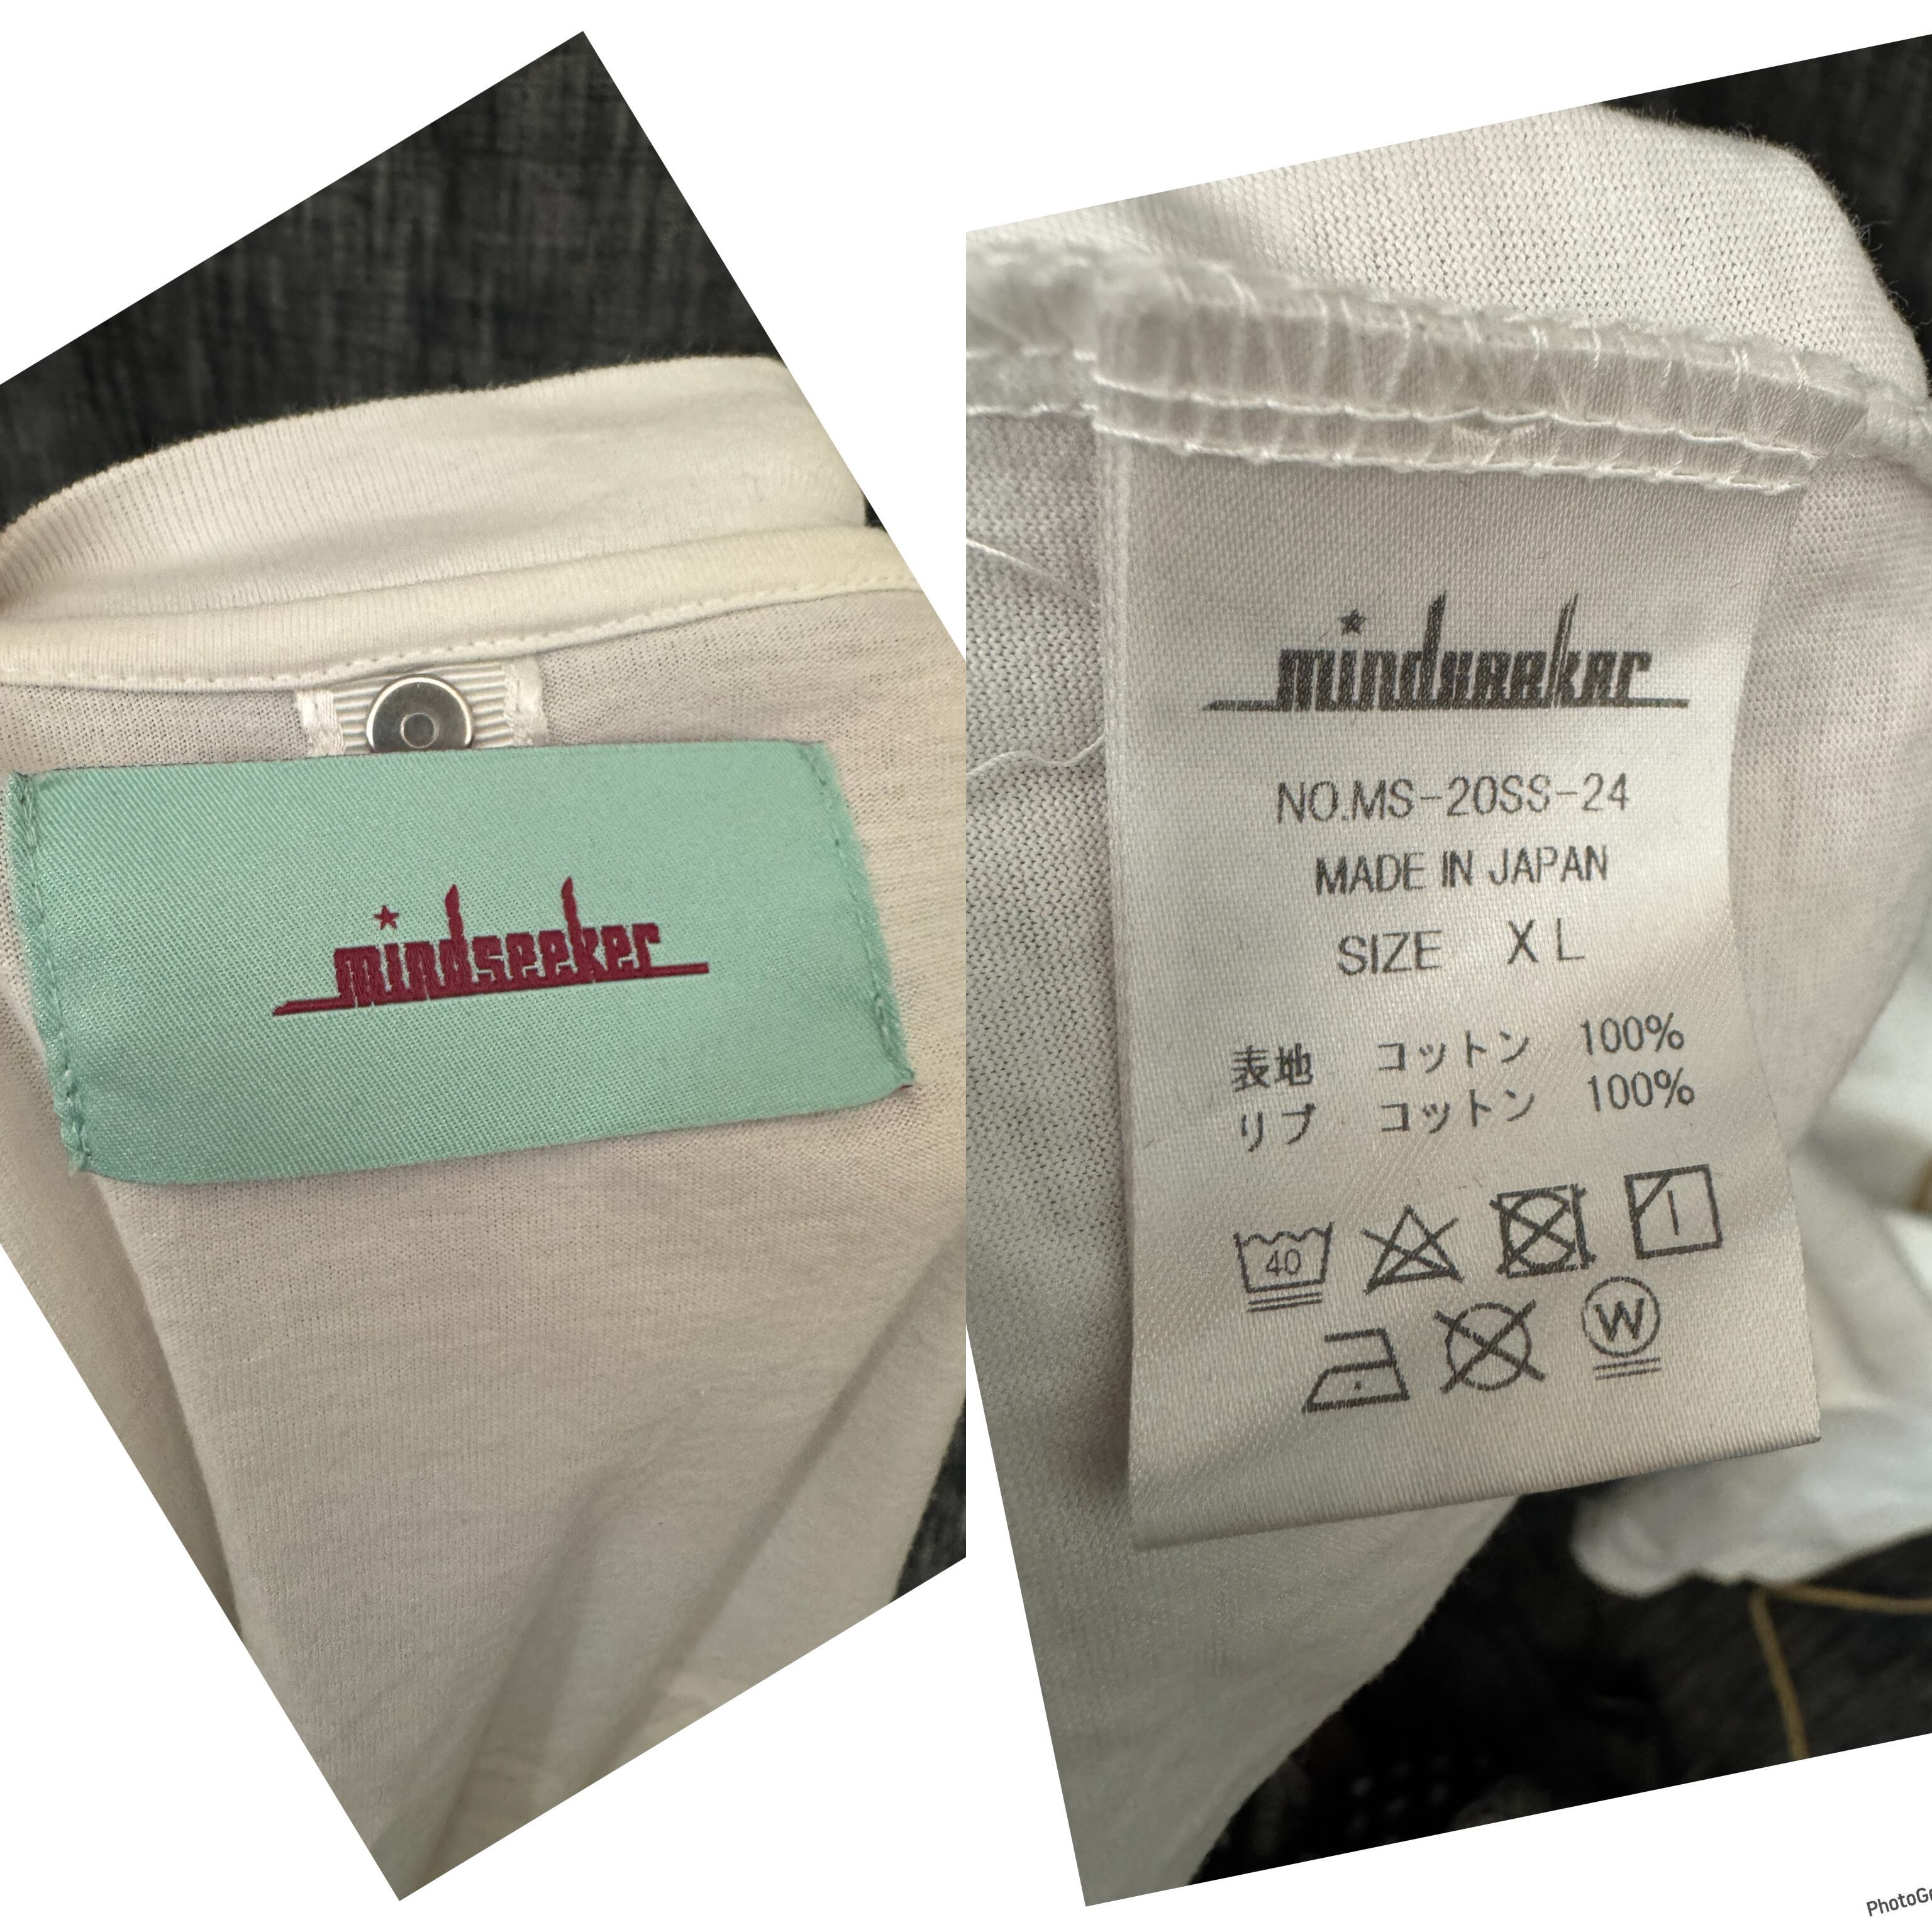 mindseeker
mindseeker
NO.MS-20SS-24
MADE IN JAPAN
SIZE XL
表地 コットン 100%
リブ コットン 100%
40
W